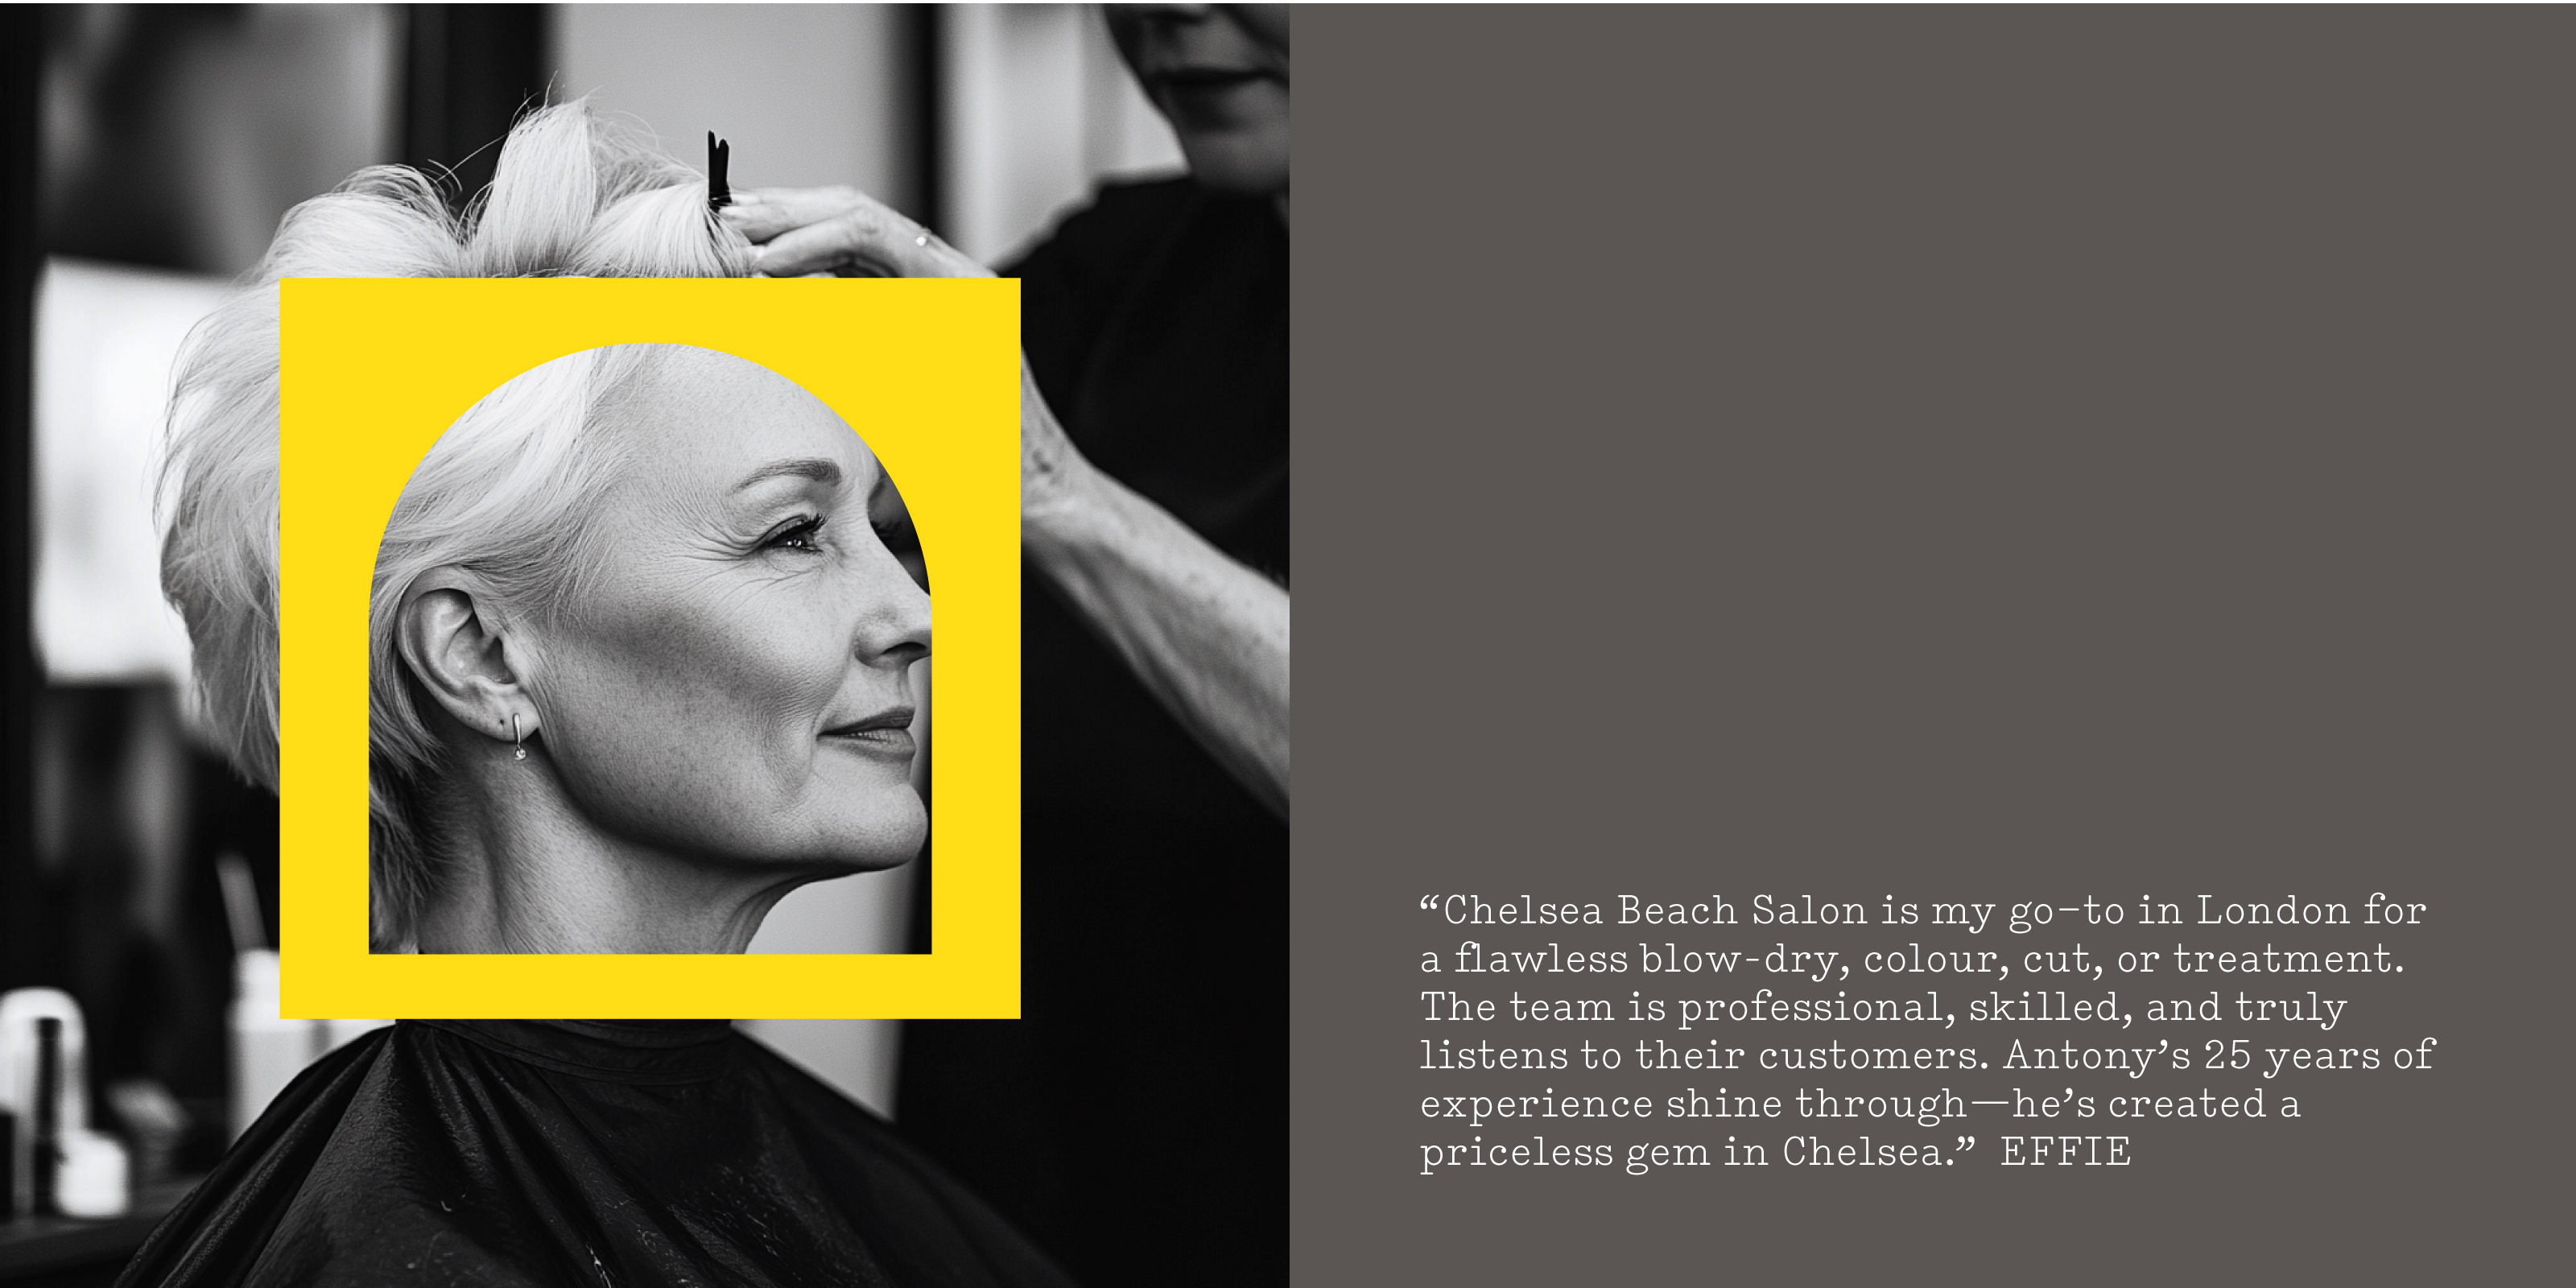 “Chelsea Beach Salon is my go–to in London for
a flawless blow-dry, colour, cut, or treatment.
The team is professional, skilled, and truly
listens to their customers. Antony’s 25 years of
experience shine through—he’s created a
priceless gem in Chelsea.” EFFIE